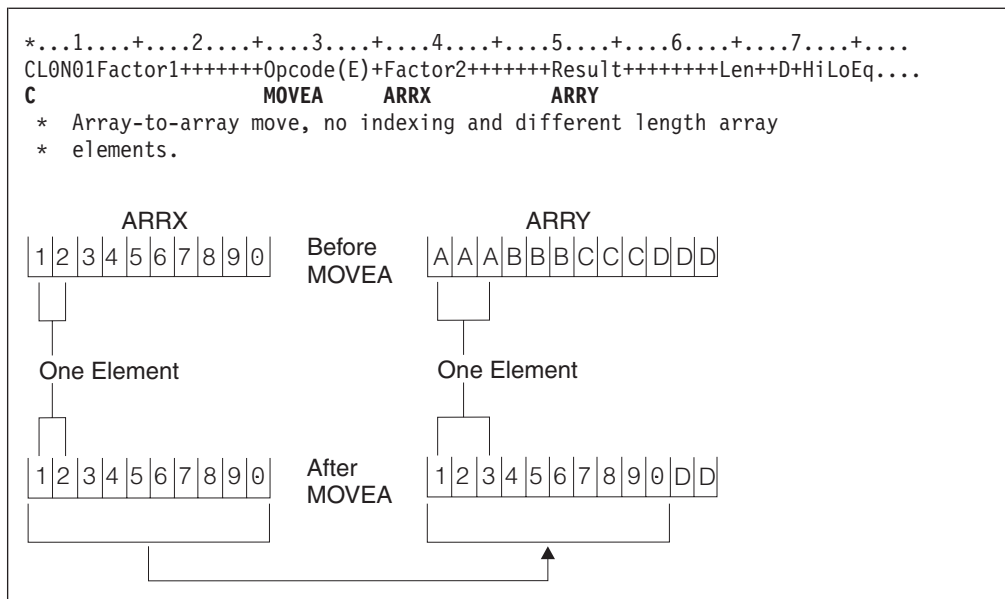 *...1....+....2....+....3....+....4....+....5....+....6....+....7....+....
CL0N01Factor1+++++++Opcode(E)+Factor2+++++++Result++++++++Len++D+HiLoEq....
C                   MOVEA     ARRX          ARRY
 *  Array-to-array move, no indexing and different length array
 *  elements.
ARRX ARRY
1 2 3 4 5 6 7 8 9 0 Before MOVEA A A A B B B C C C D D D
One Element One Element
1 2 3 4 5 6 7 8 9 0 After MOVEA 1 2 3 4 5 6 7 8 9 0 D D